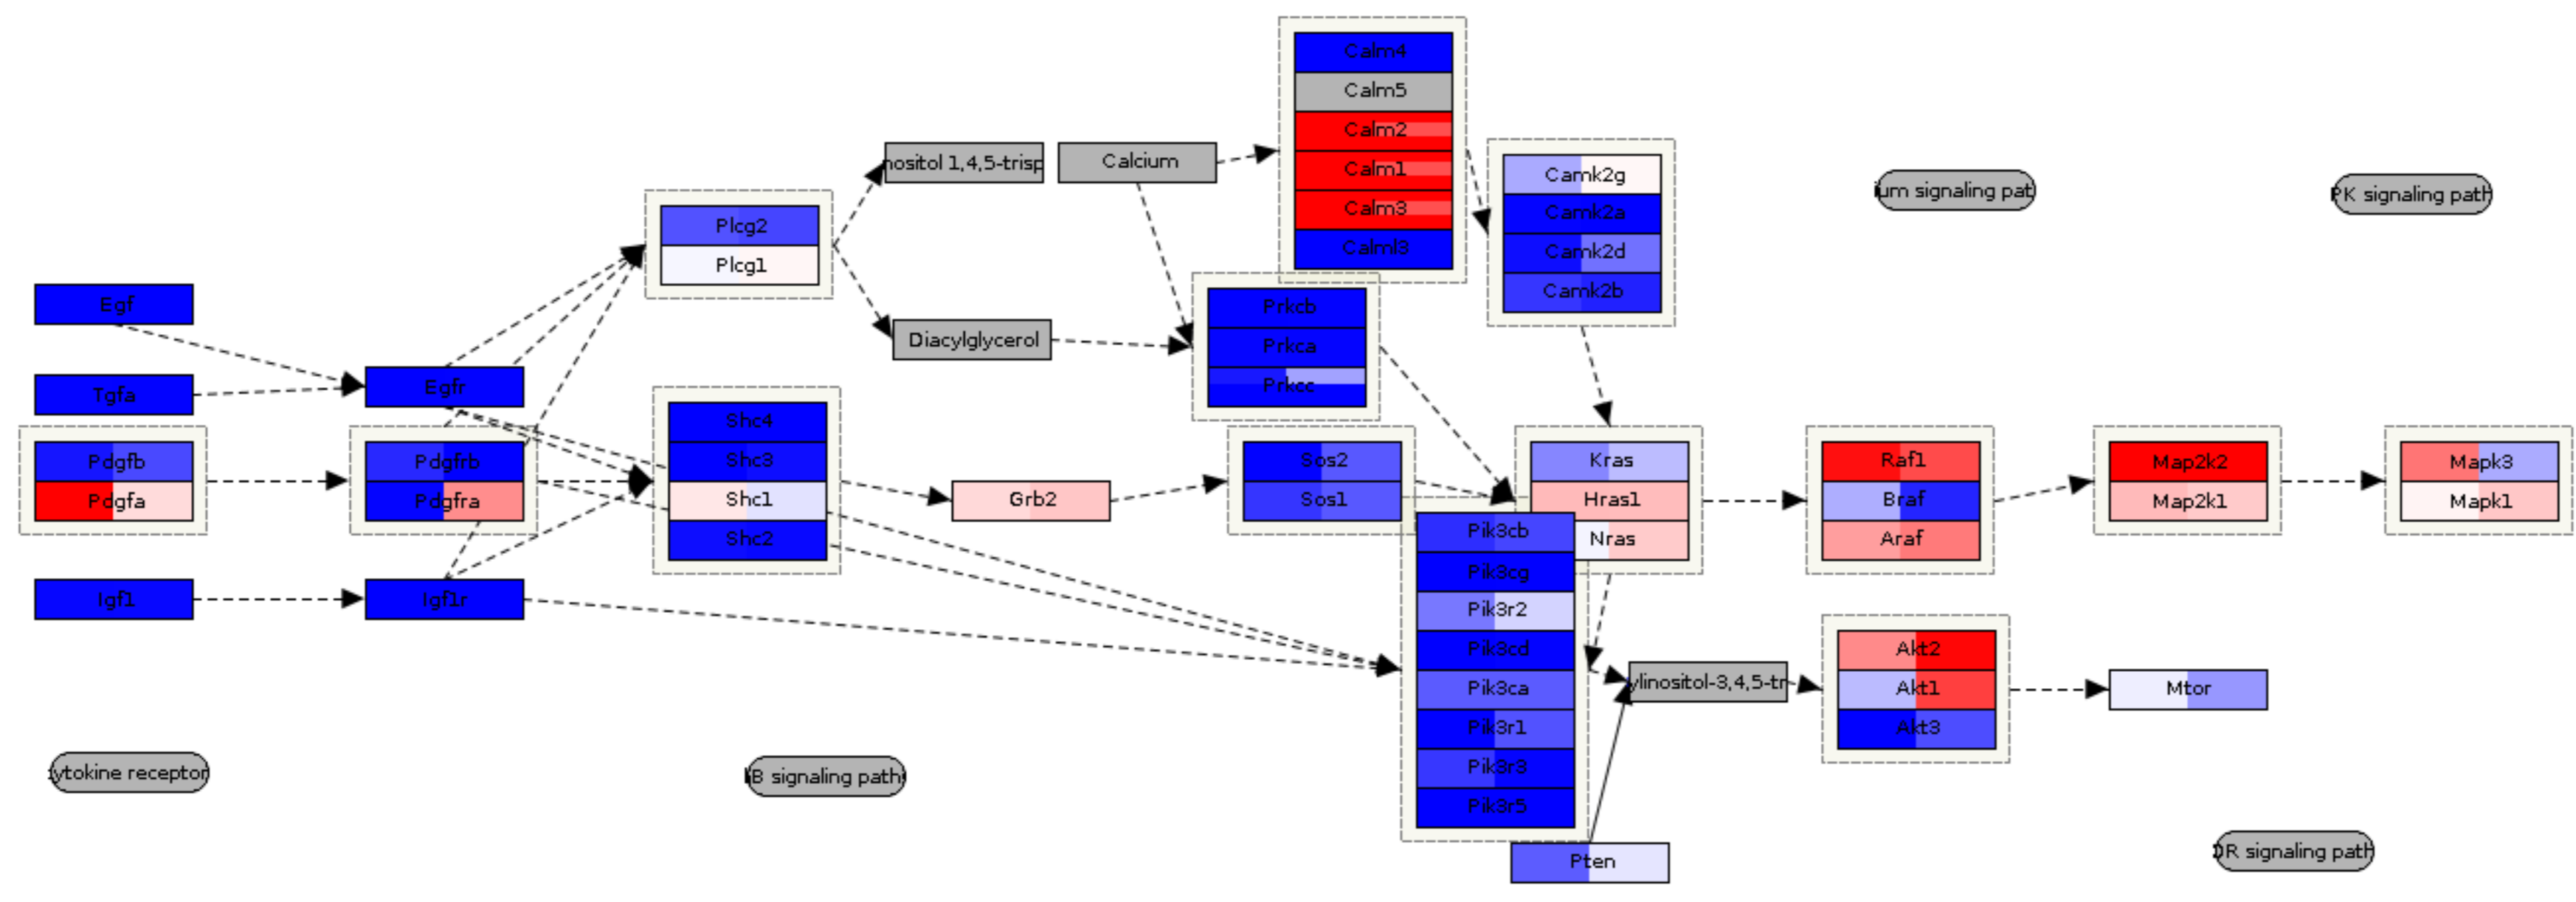 Calm4
Calm5
Calm2
Calm1
Calm3
Calml3
nositol 1,4,5-trisp
Calcium
Camk2g
Camk2a
Camk2d
Camk2b
ium signaling pat
PK signaling path
Plcg2
Plcg1
Egf
Tgfa
Egfr
Diacylglycerol
Prkcb
Prkca
Prkcc
Pdgfb
Pdgfa
Pdgfrb
Pdgfra
Shc4
Shc3
Shc1
Shc2
Grb2
Sos2
Sos1
Kras
Hras1
Nras
Raf1
Braf
Araf
Map2k2
Map2k1
Mapk3
Mapk1
Igf1
Igf1r
Pik3cb
Pik3cg
Pik3r2
Pik3cd
Pik3ca
Pik3r1
Pik3r3
Pik3r5
ylinositol-3,4,5-tr
Akt2
Akt1
Akt3
Mtor
ytokine receptor
B signaling path
Pten
OR signaling path